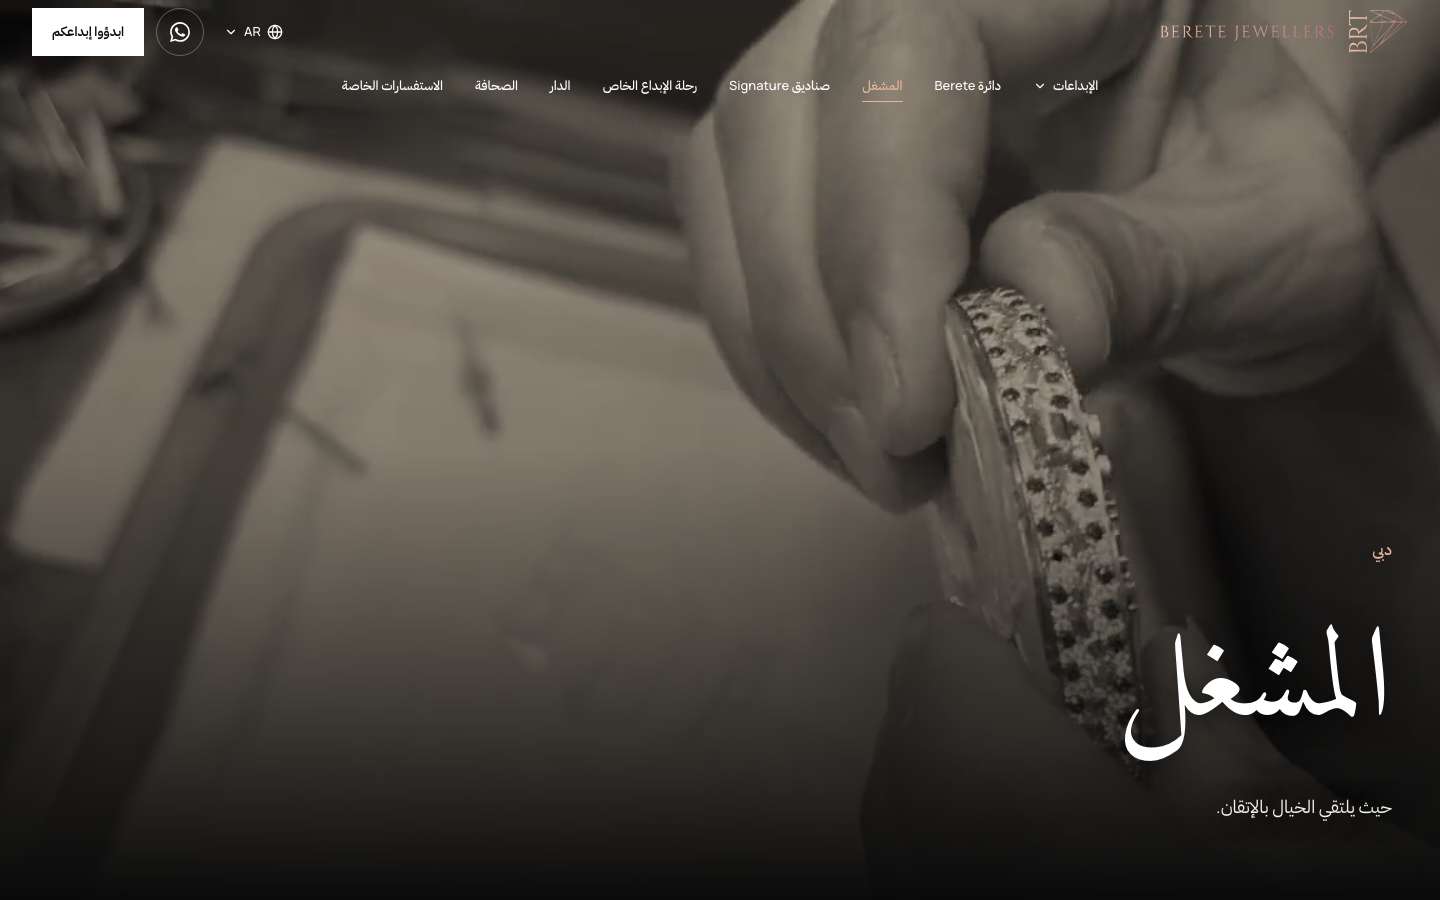 BRT BERETE JEWELLERS
AR
ابدؤوا إبداعكم
الإبداعات دائرة Berete المشغل صناديق Signature رحلة الإبداع الخاص الدار الصحافة الاستفسارات الخاصة
دبي
المشغل
حيث يلتقي الخيال بالإتقان.